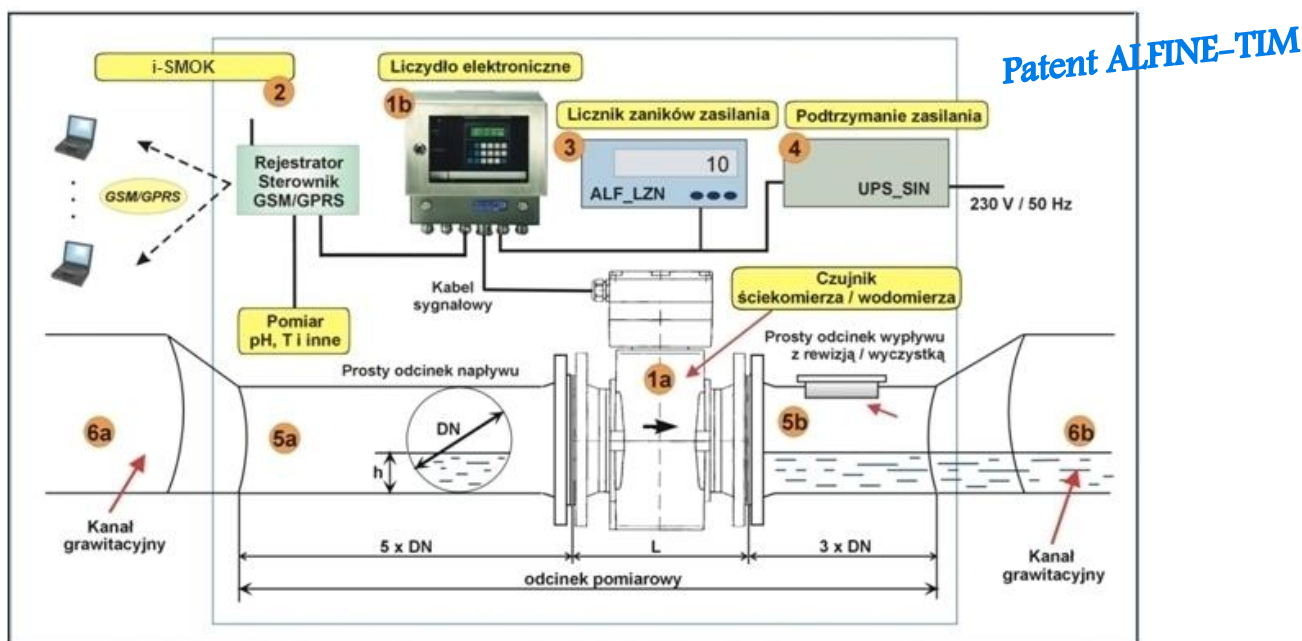 Patent ALFINE-TIM
i-SMOK
2
Liczydło elektroniczne
1b
Licznik zaników zasilania
3
10
ALF_LZN
Podtrzymanie zasilania
4
UPS_SIN
230 V / 50 Hz
Rejestrator
Sterownik
GSM/GPRS
GSM/GPRS
Kabel
sygnałowy
Czujnik
ściekomierza / wodomierza
Pomiar
pH, T i inne
Prosty odcinek napływu
Prosty odcinek wypływu
z rewizją / wyczystką
1a
6a
5a
DN
h
5b
6b
Kanał
grawitacyjny
5 x DN
L
3 x DN
Kanał
grawitacyjny
odcinek pomiarowy